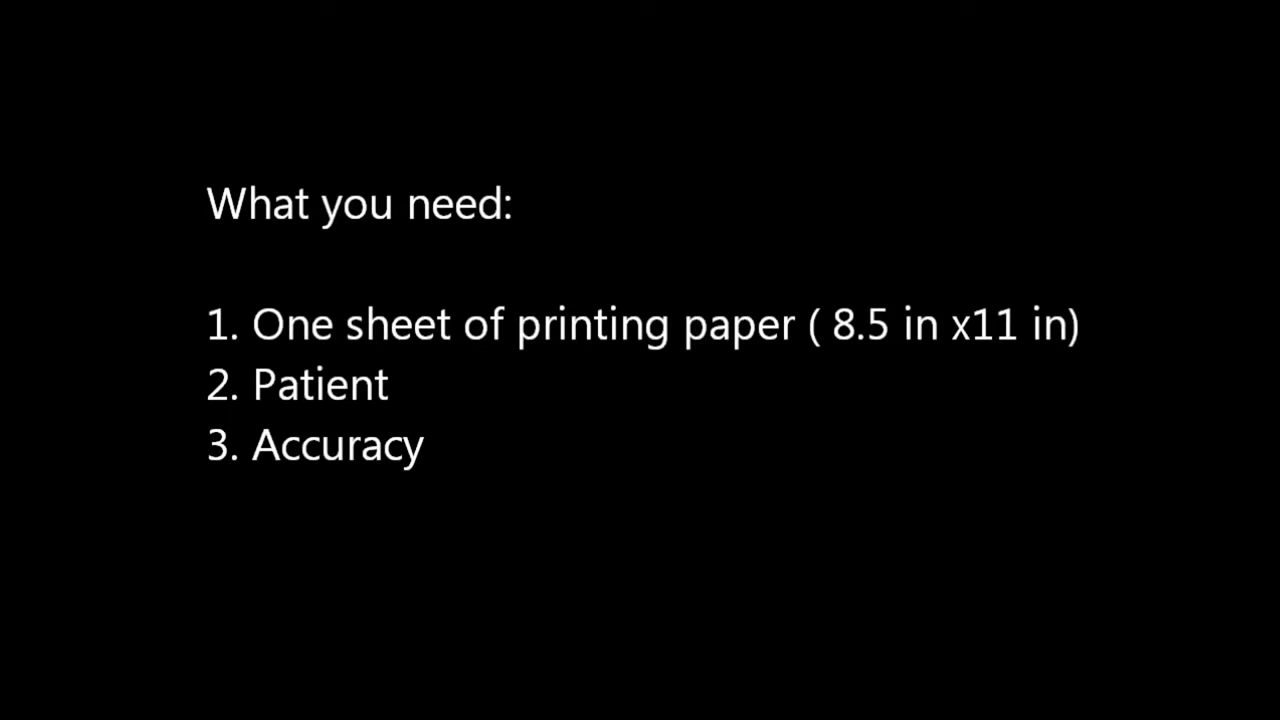 What you need:
1. One sheet of printing paper ( 8.5 in x11 in)
2. Patient
3. Accuracy